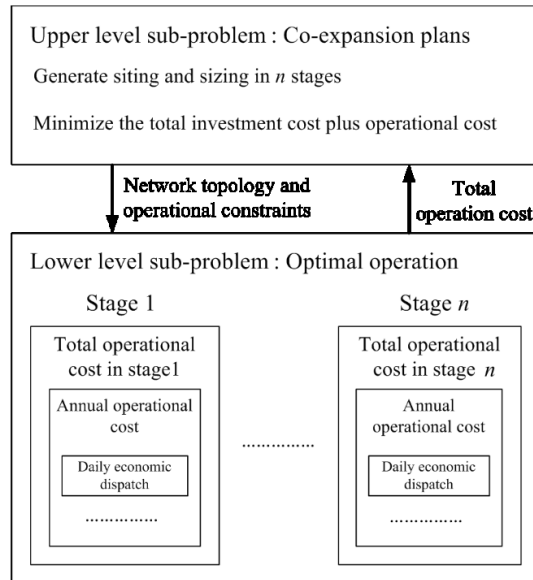 Upper level sub-problem : Co-expansion plans
Generate siting and sizing in n stages
Minimize the total investment cost plus operational cost
Network topology and
operational constraints
Total
operation cost
Lower level sub-problem : Optimal operation
Stage 1
Total operational
cost in stage1
Annual operational
cost
Daily economic
dispatch
……………
……………
Stage n
Total operational
cost in stage n
Annual
operational cost
Daily economic
dispatch
……………